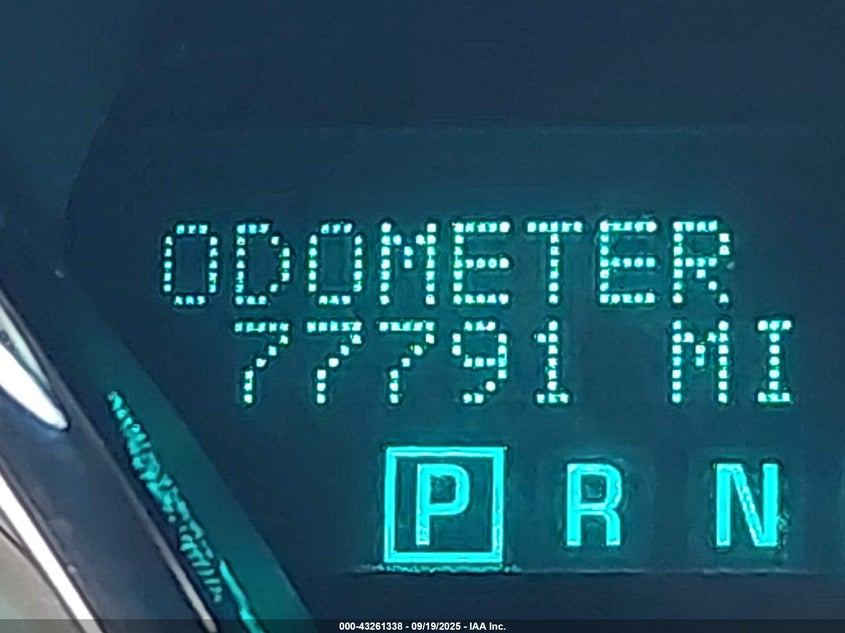 ODOMETER
77791 MI
P R N
000-43261338 - 09/19/2025 - IAA Inc.